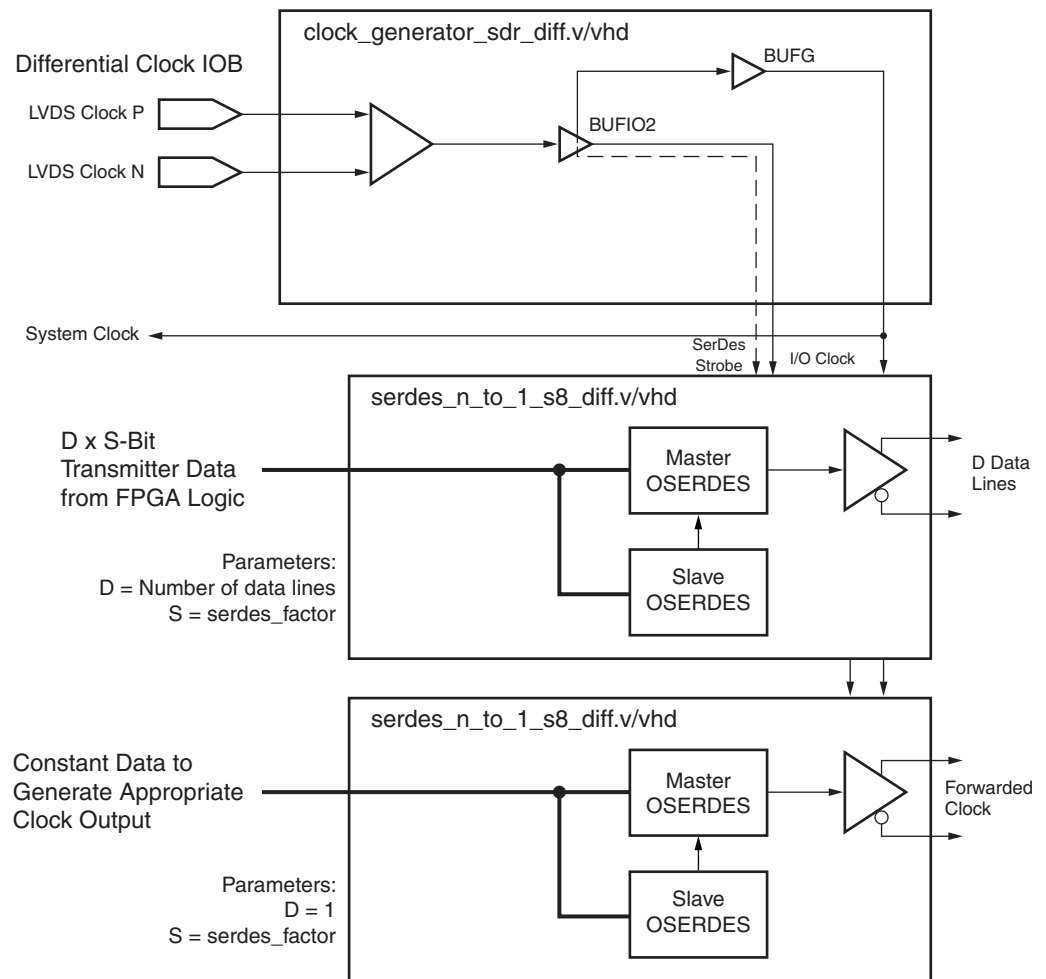 clock_generator_sdr_diff.v/vhd
Differential Clock IOB
BUFG
LVDS Clock P
BUFIO2
LVDS Clock N
System Clock
SerDes
Strobe
I/O Clock
serdes_n_to_1_s8_diff.v/vhd
D x S-Bit
Transmitter Data
from FPGA Logic
Master
OSERDES
D Data
Lines
Parameters:
D = Number of data lines
S = serdes_factor
Slave
OSERDES
serdes_n_to_1_s8_diff.v/vhd
Constant Data to
Generate Appropriate
Clock Output
Master
OSERDES
Forwarded
Clock
Parameters:
D = 1
S = serdes_factor
Slave
OSERDES